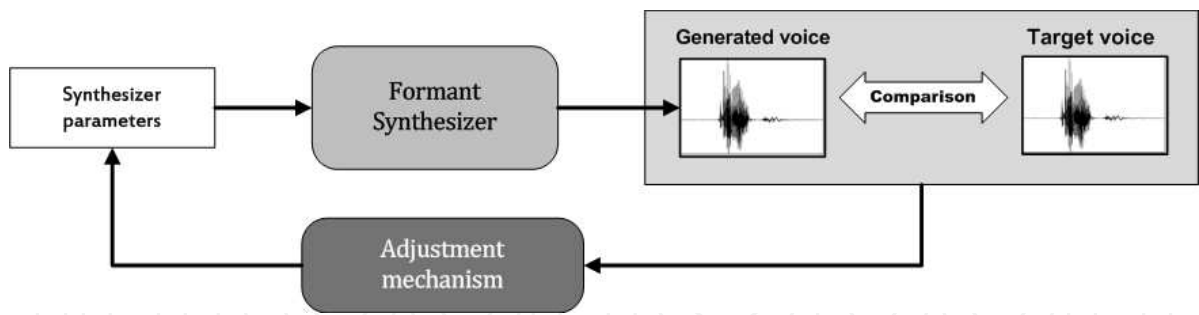 Synthesizer
parameters
Formant
Synthesizer
Generated voice
Comparison
Target voice
Adjustment
mechanism